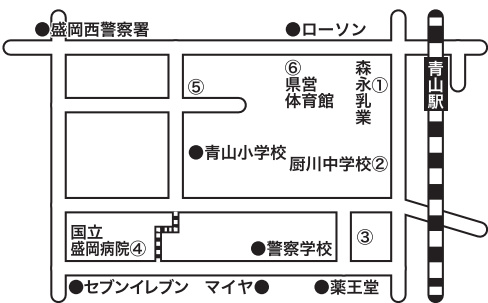 ●盛岡西警察署
●ローソン
⑥
県営
体育館
森永乳業
①
青山駅
⑤
●青山小学校
厨川中学校②
国立
盛岡病院④
●警察学校
③
●セブンイレブン
マイヤ●
●薬王堂